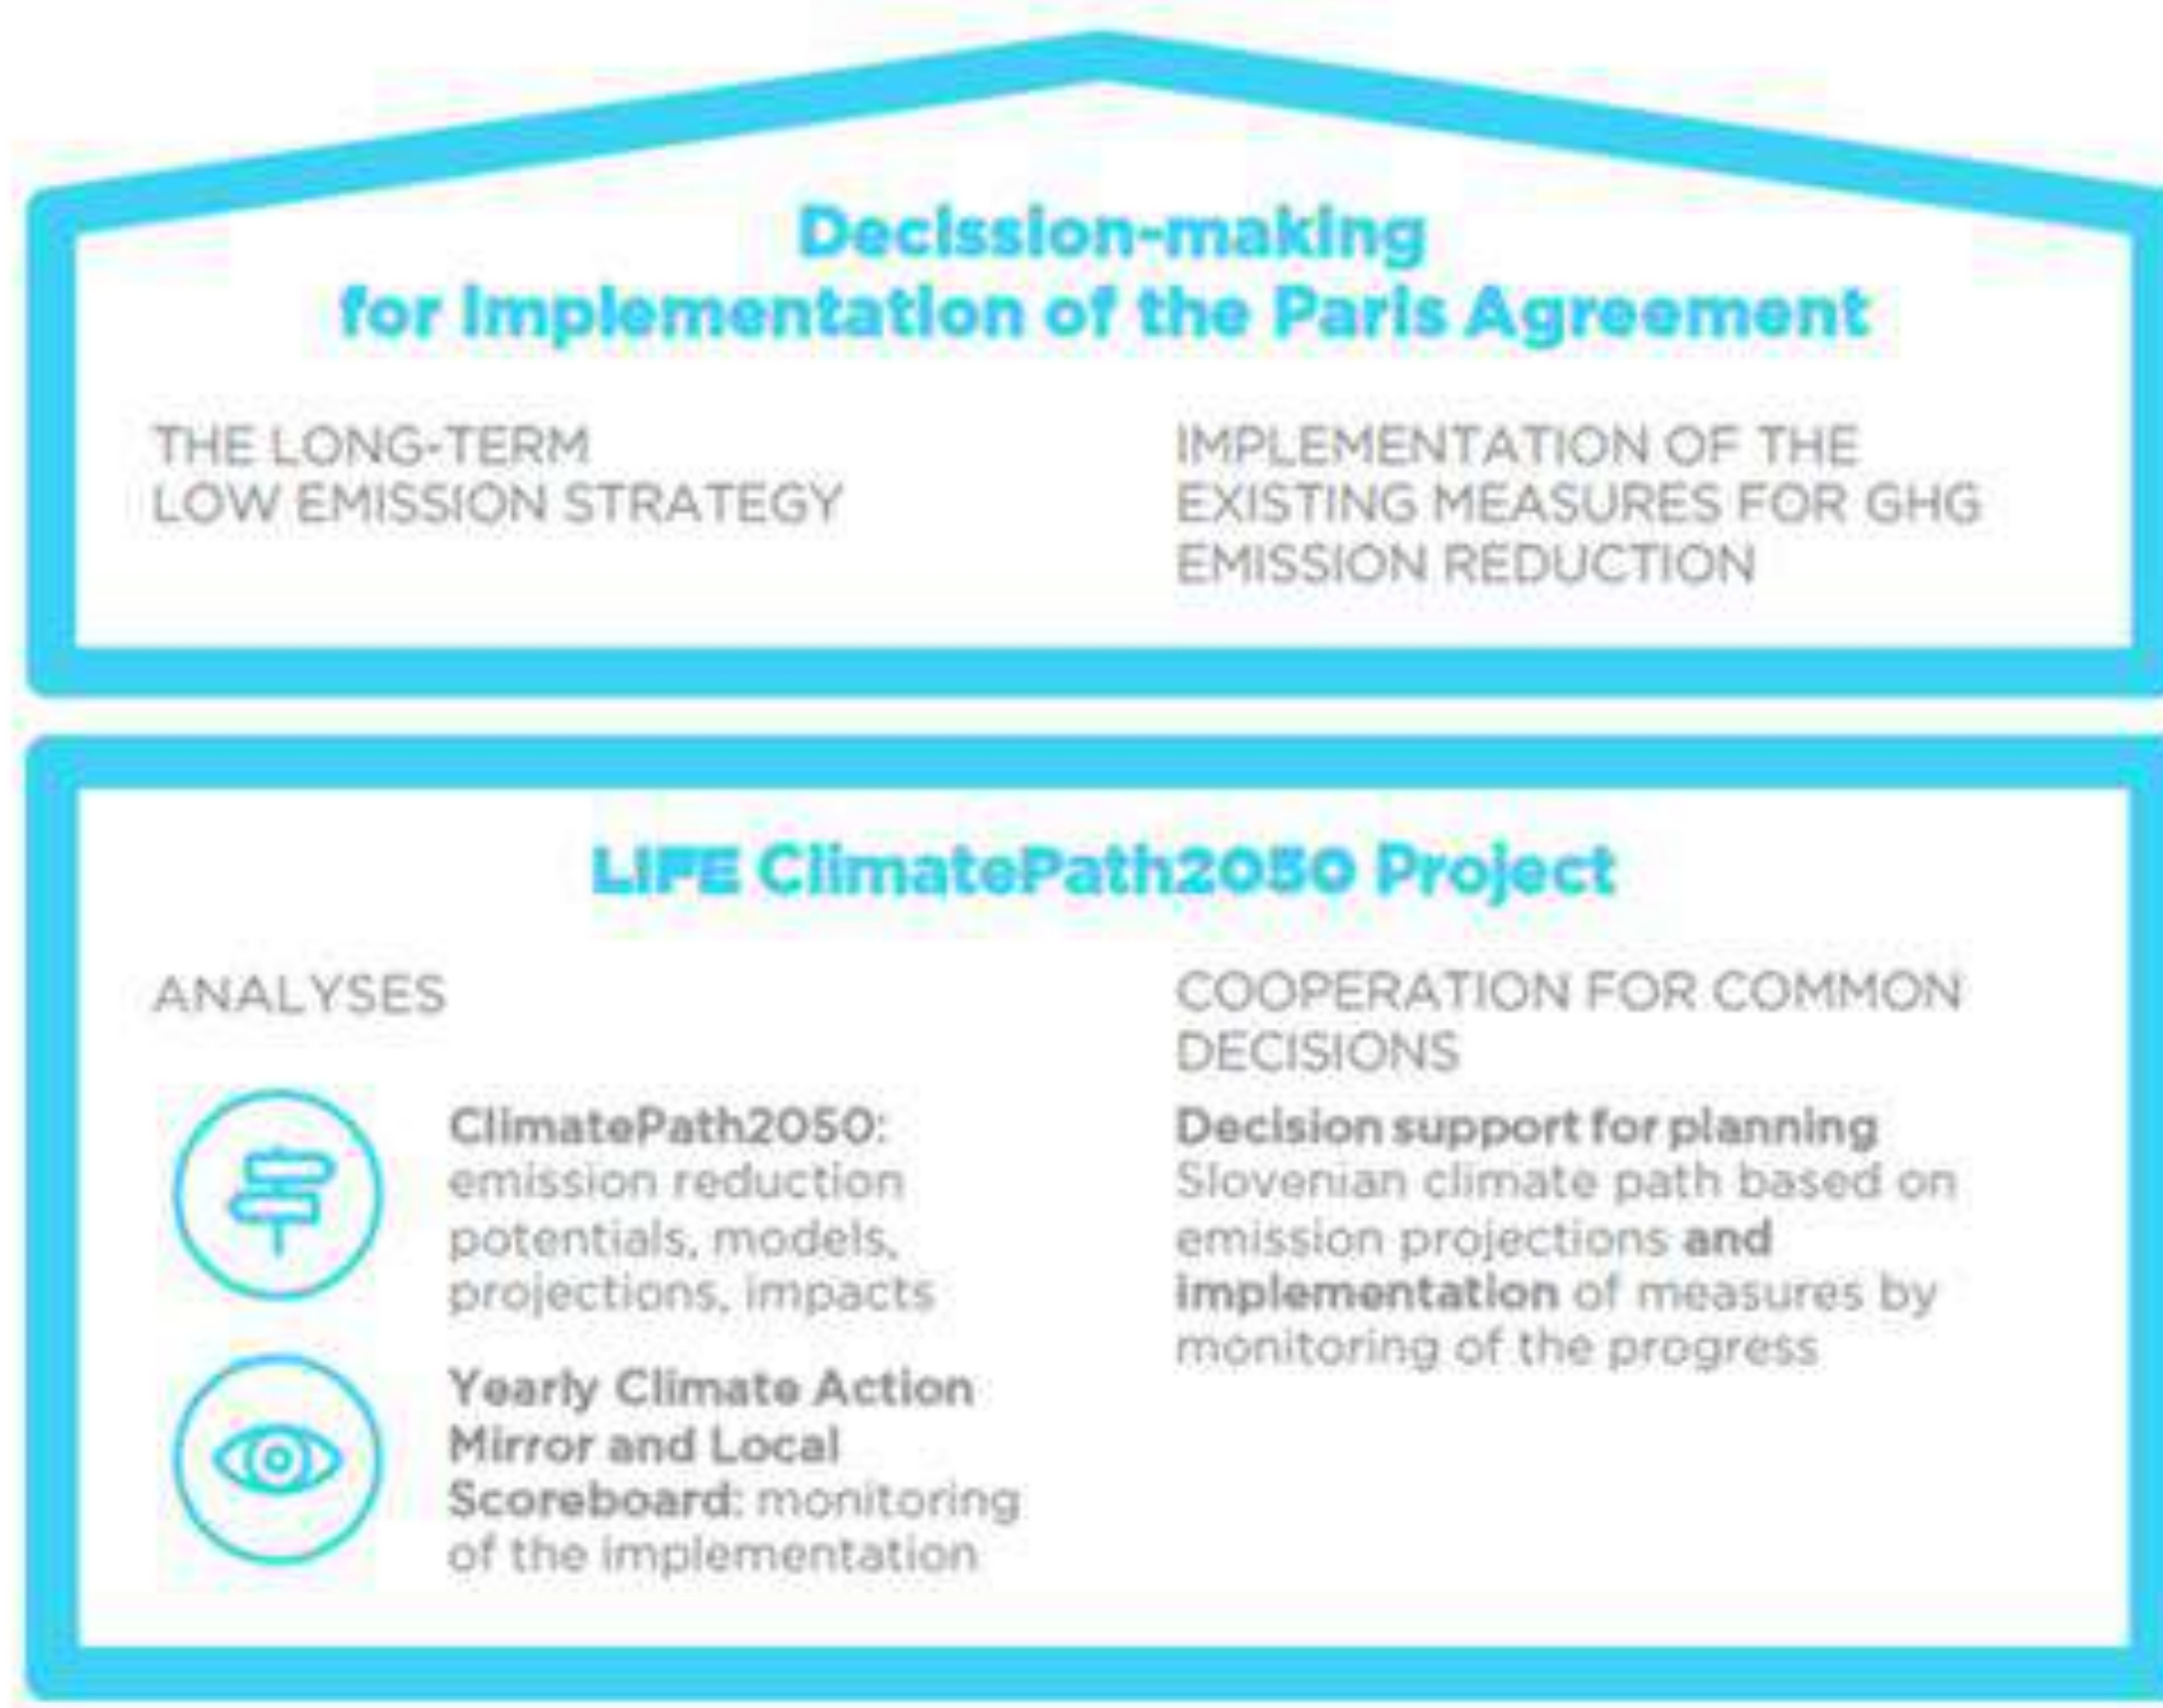 Decission-making
for Implementation of the Paris Agreement
THE LONG-TERM
LOW EMISSION STRATEGY
IMPLEMENTATION OF THE
EXISTING MEASURES FOR GHG
EMISSION REDUCTION
LIFE ClimatePath2050 Project
ANALYSES
ClimatePath2050:
emission reduction
potentials, models,
projections, impacts
Yearly Climate Action
Mirror and Local
Scoreboard: monitoring
of the implementation
COOPERATION FOR COMMON
DECISIONS
Decision support for planning
Slovenian climate path based on
emission projections and
implementation of measures by
monitoring of the progress